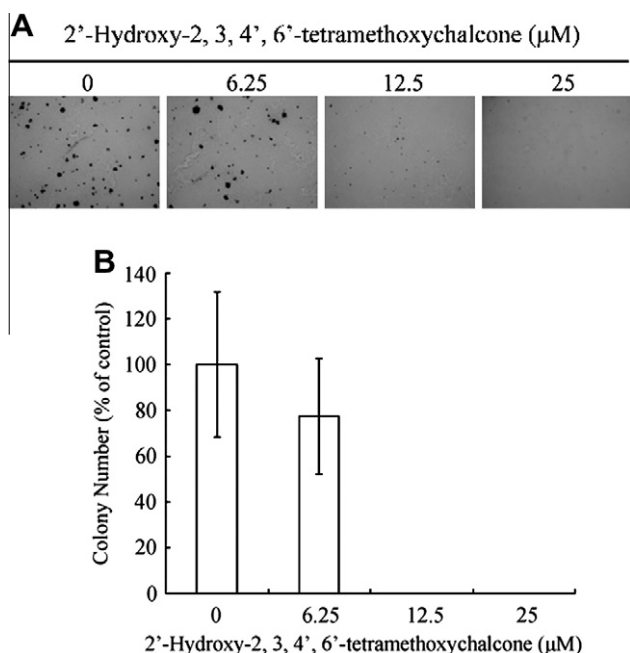 A
2’-Hydroxy-2, 3, 4’, 6’-tetramethoxychalcone (μM)
0 6.25 12.5 25
B
Colony Number (% of control)
140
120
100
80
60
40
20
0
0 6.25 12.5 25
2’-Hydroxy-2, 3, 4’, 6’-tetramethoxychalcone (μM)